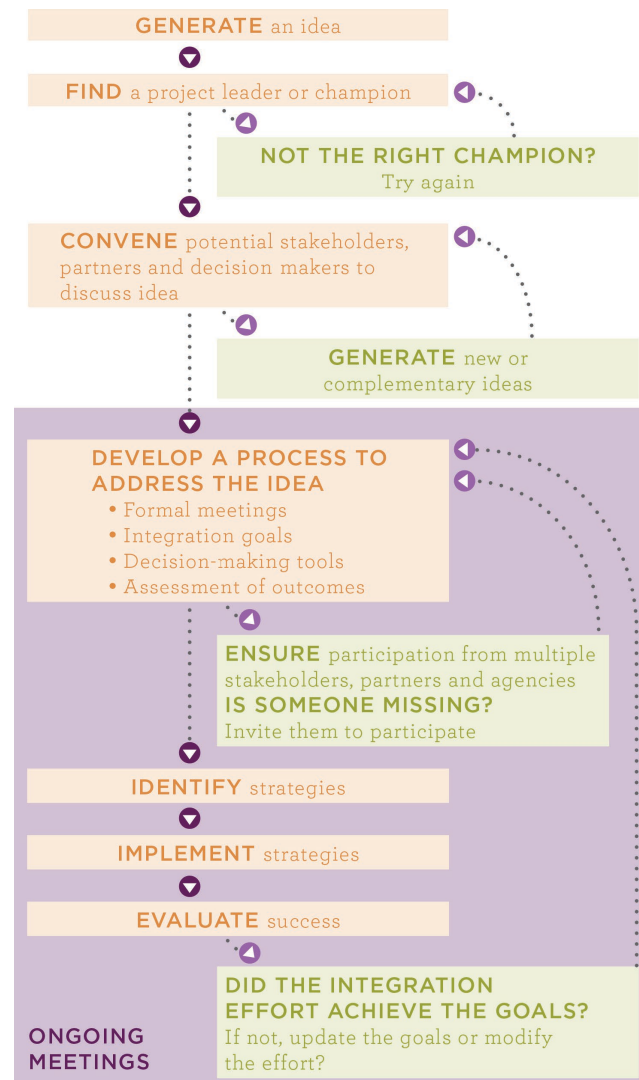 GENERATE an idea
FIND a project leader or champion
NOT THE RIGHT CHAMPION?
Try again
CONVENE potential stakeholders,
partners and decision makers to
discuss idea
GENERATE new or
complementary ideas
DEVELOP A PROCESS TO
ADDRESS THE IDEA
• Formal meetings
• Integration goals
• Decision-making tools
• Assessment of outcomes
ENSURE participation from multiple
stakeholders, partners and agencies
IS SOMEONE MISSING?
Invite them to participate
IDENTIFY strategies
IMPLEMENT strategies
EVALUATE success
DID THE INTEGRATION
EFFORT ACHIEVE THE GOALS?
If not, update the goals or modify
the effort?
ONGOING
MEETINGS